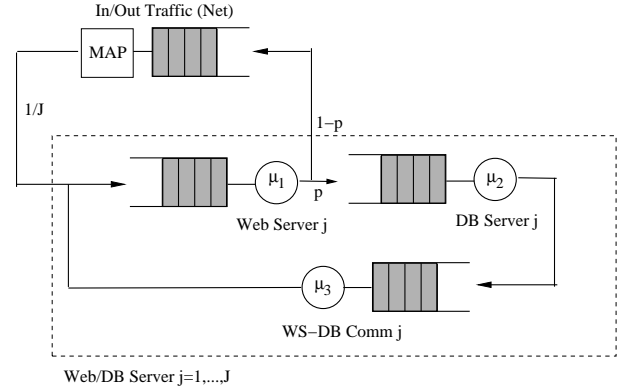 In/Out Traffic (Net)
MAP
1/J
1−p
μ1
p
μ2
Web Server j
DB Server j
μ3
WS−DB Comm j
Web/DB Server j=1,...,J